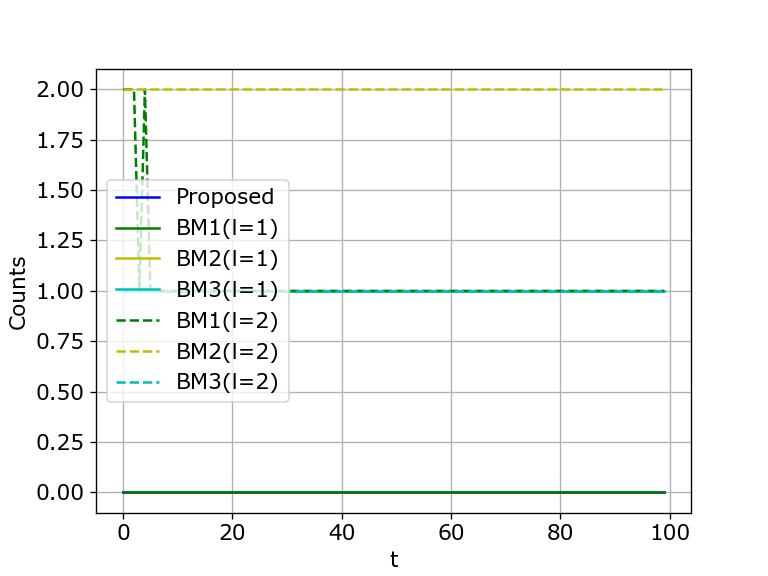 2.00
1.75
1.50
1.25
1.00
0.75
0.50
0.25
0.00
Counts
Proposed
BM1(l=1)
BM2(l=1)
BM3(l=1)
BM1(l=2)
BM2(l=2)
BM3(l=2)
0 20 40 60 80 100
t